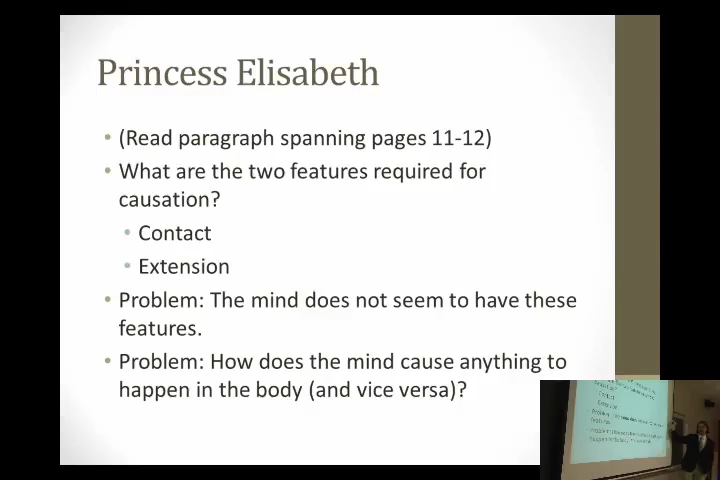 Princess Elisabeth
• (Read paragraph spanning pages 11-12)
• What are the two features required for
causation?
• Contact
• Extension
• Problem: The mind does not seem to have these
features.
• Problem: How does the mind cause anything to
happen in the body (and vice versa)?
Contact
Extension